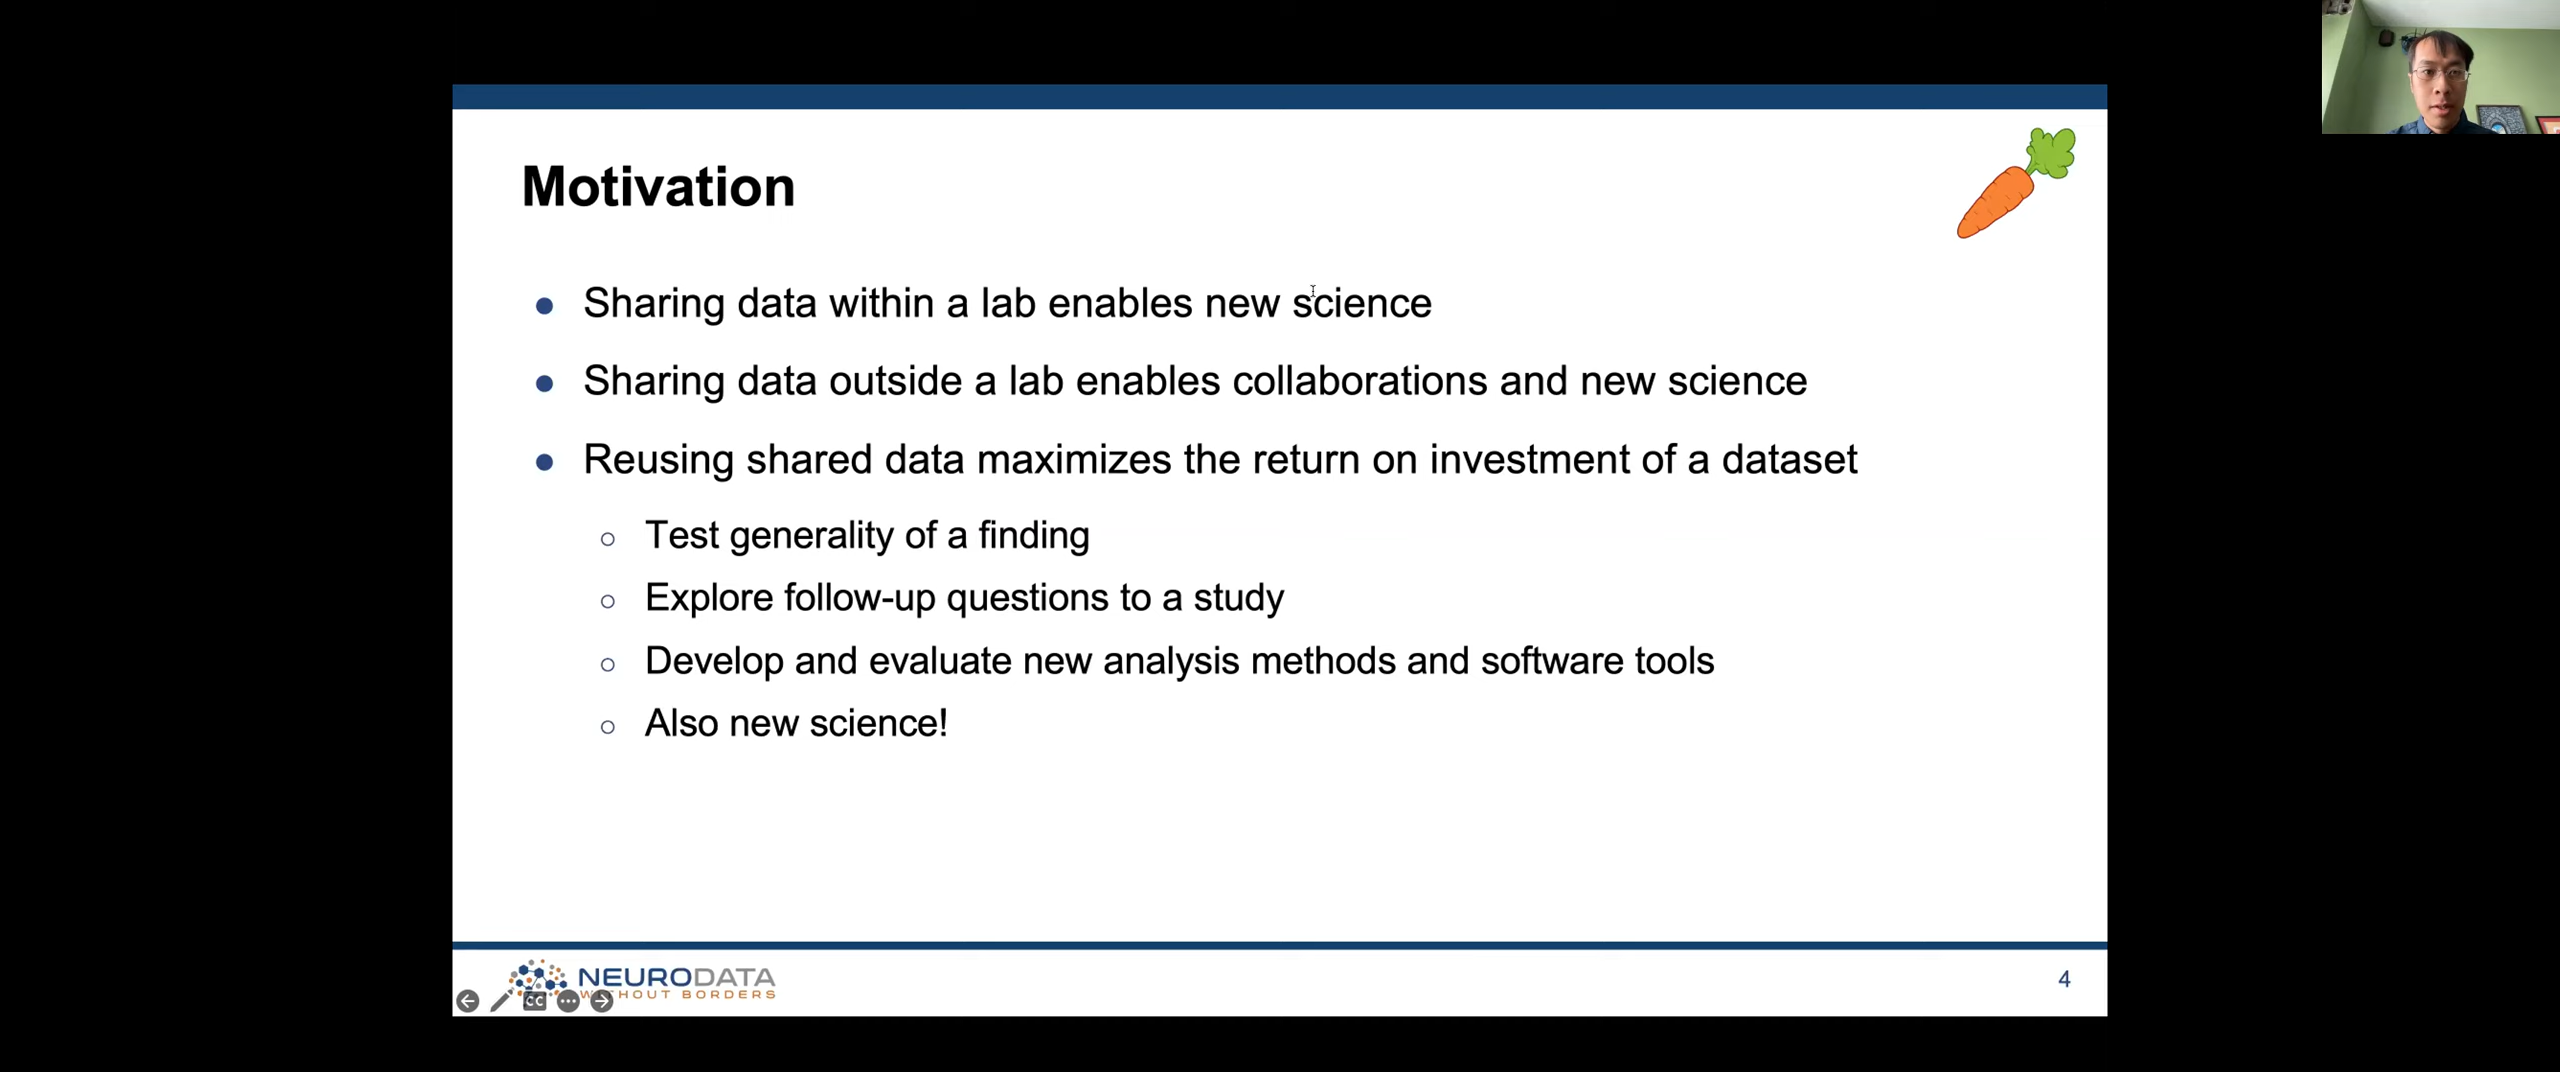 Motivation
Sharing data within a lab enables new science
Sharing data outside a lab enables collaborations and new science
Reusing shared data maximizes the return on investment of a dataset
Test generality of a finding
Explore follow-up questions to a study
Develop and evaluate new analysis methods and software tools
Also new science!
NEURODATA
HOUT BORDERS
CC
4